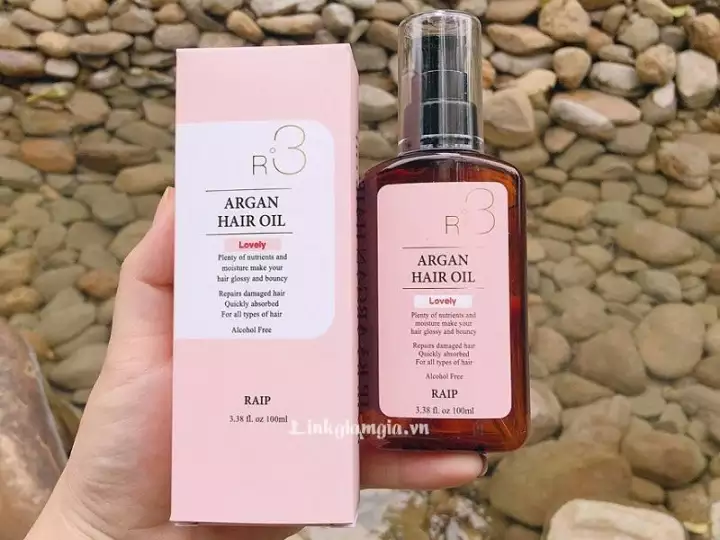 R°3
ARGAN
HAIR OIL
Lovely
Plenty of nutrients and
moisture make your
hair glossy and bouncy
Repairs damaged hair
Quickly absorbed
For all types of hair
Alcohol Free
RAIP
3.38 fl. oz 100ml
R°3
ARGAN
HAIR OIL
Lovely
Plenty of nutrients and
moisture make your
hair glossy and bouncy
Repairs damaged hair
Quickly absorbed
For all types of hair
Alcohol Free
RAIP
3.38 fl. oz 100ml
Linkgiamgia.vn